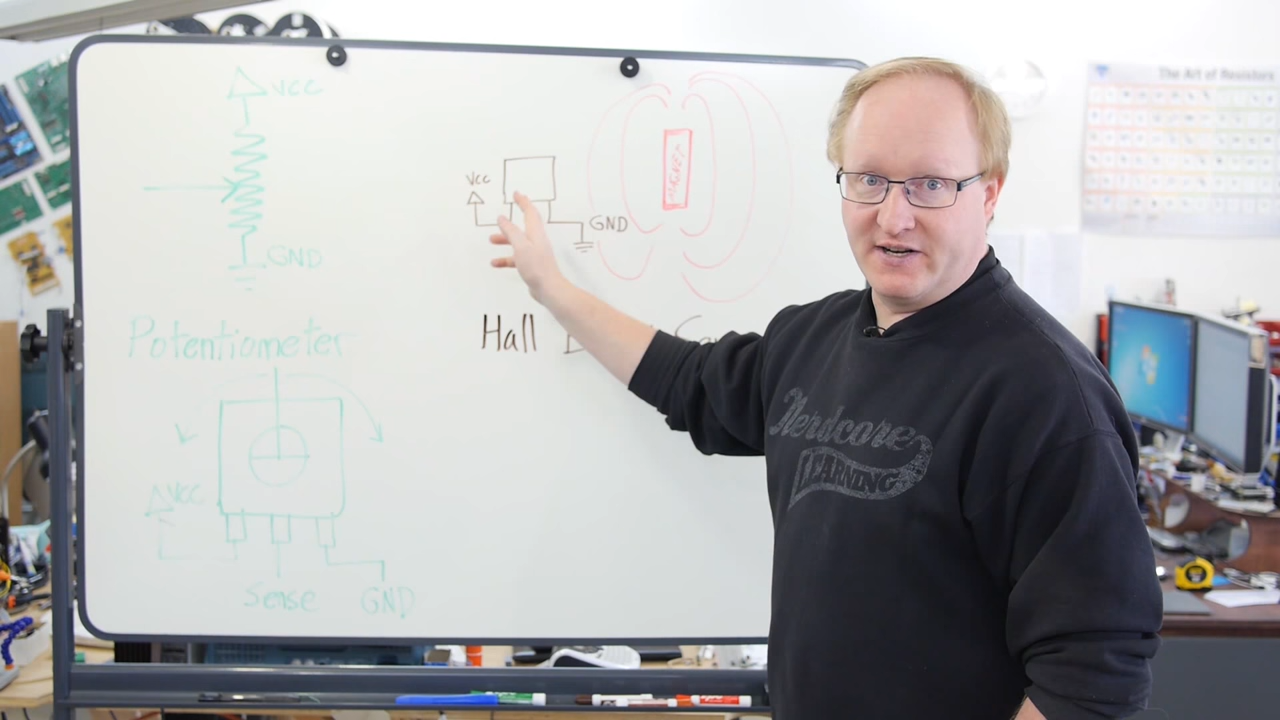 VCC
GND
Potentiometer
VCC
Sense
GND
Vcc
GND
Hall
Nerdcore
LEARNING
The Art of Resistors